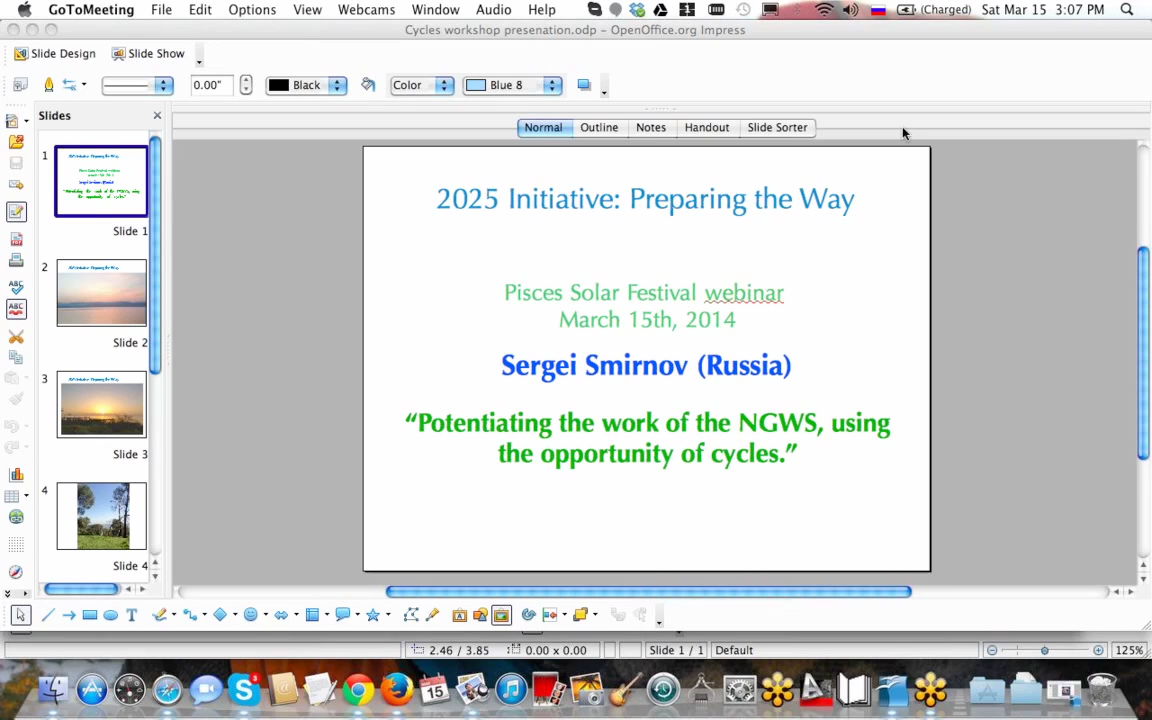 GoToMeeting File Edit Options View Webcams Window Audio Help (Charged) Sat Mar 15 3:07 PM
Cycles workshop presenation.odp – OpenOffice.org Impress
Slide Design Slide Show
0.00" Black Color Blue 8
Slides
Normal Outline Notes Handout Slide Sorter
1
Slide 1
2
Slide 2
3
Slide 3
4
Slide 4
2025 Initiative: Preparing the Way
Pisces Solar Festival webinar
March 15th, 2014
Sergei Smirnov (Russia)
“Potentiating the work of the NGWS, using
the opportunity of cycles.”
2.46 / 3.85 0.00 x 0.00 Slide 1 / 1 Default 125%